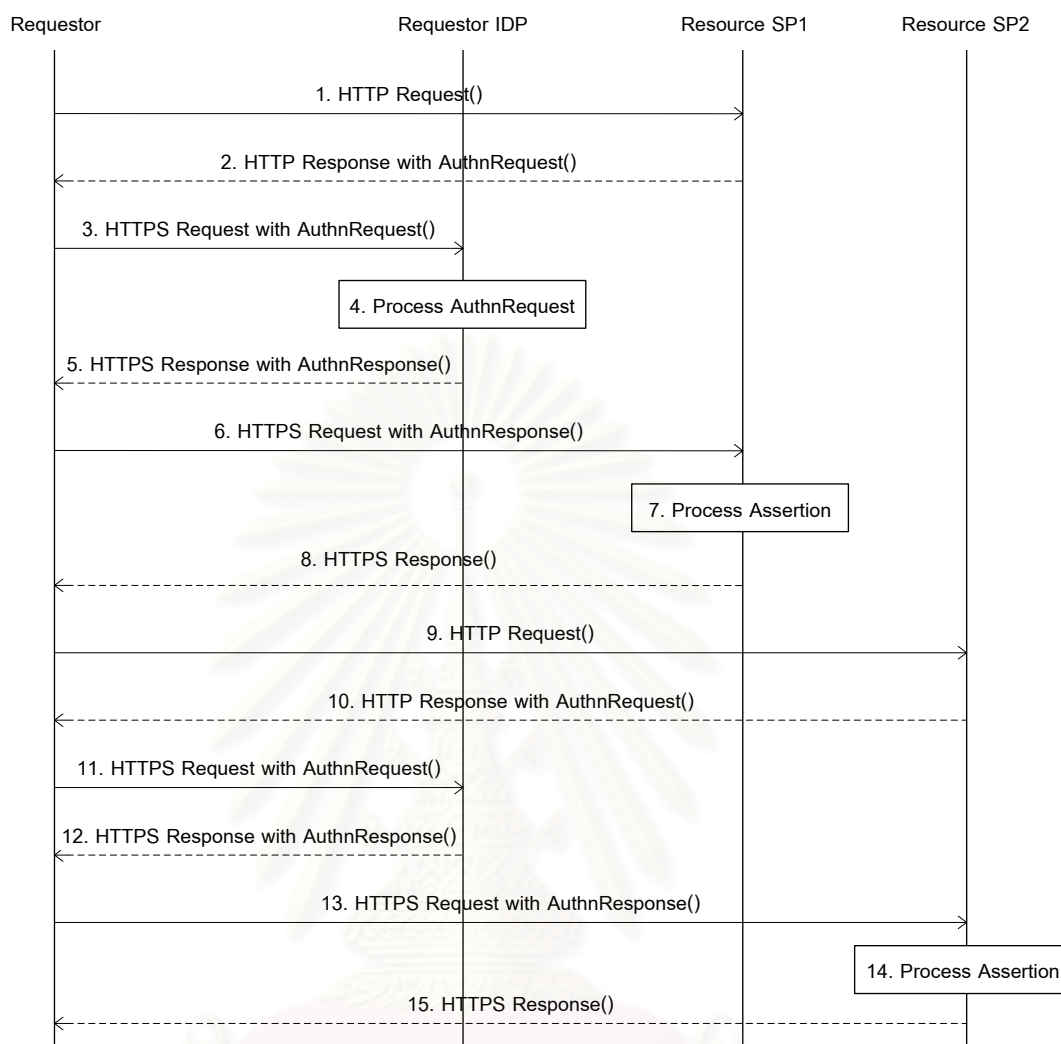 Requestor
Requestor IDP
Resource SP1
Resource SP2
1. HTTP Request()
2. HTTP Response with AuthnRequest()
3. HTTPS Request with AuthnRequest()
4. Process AuthnRequest
5. HTTPS Response with AuthnResponse()
6. HTTPS Request with AuthnResponse()
7. Process Assertion
8. HTTPS Response()
9. HTTP Request()
10. HTTP Response with AuthnRequest()
11. HTTPS Request with AuthnRequest()
12. HTTPS Response with AuthnResponse()
13. HTTPS Request with AuthnResponse()
14. Process Assertion
15. HTTPS Response()